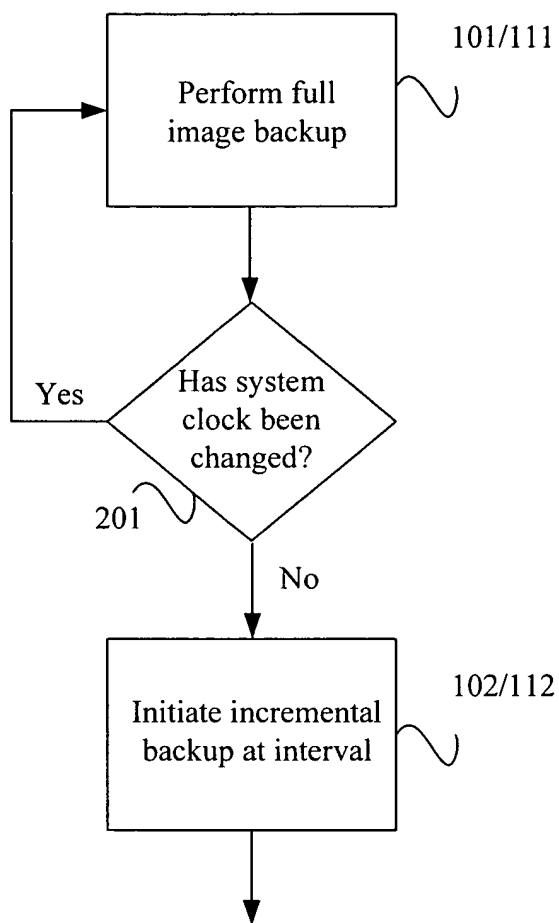 101/111
Perform full
image backup
Yes
Has system
clock been
changed?
201
No
102/112
Initiate incremental
backup at interval